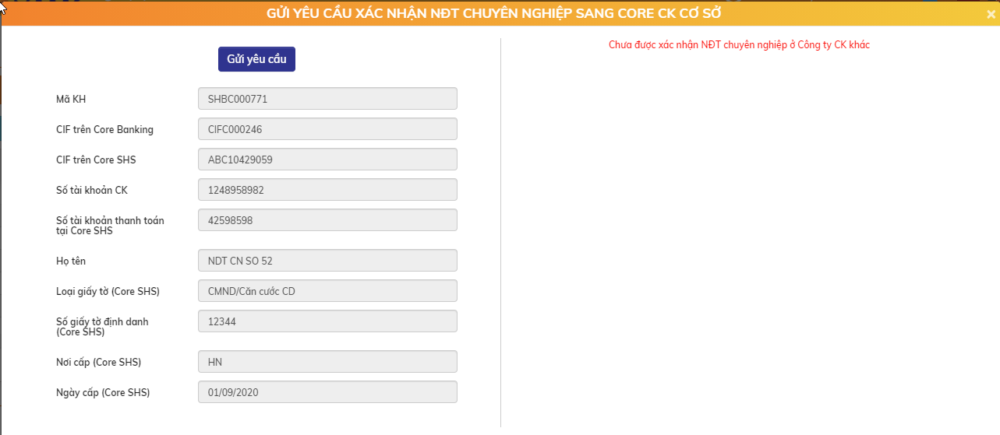 GỬI YÊU CẦU XÁC NHẬN NĐT CHUYÊN NGHIỆP SANG CORE CK CƠ SỞ
×
Gửi yêu cầu
Mã KH
SHBC000771
CIF trên Core Banking
CIFC000246
CIF trên Core SHS
ABC10429059
Số tài khoản CK
1248958982
Số tài khoản thanh toán
tại Core SHS
42598598
Họ tên
NDT CN SO 52
Loại giấy tờ (Core SHS)
CMND/Căn cước CD
Số giấy tờ định danh
(Core SHS)
12344
Nơi cấp (Core SHS)
HN
Ngày cấp (Core SHS)
01/09/2020
Chưa được xác nhận NĐT chuyên nghiệp ở Công ty CK khác